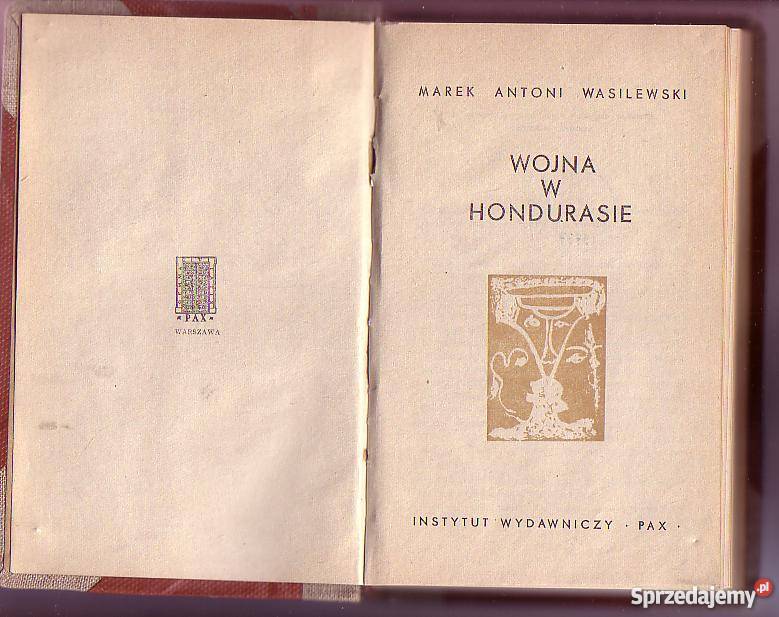 * PAX *
WARSZAWA
MAREK ANTONI WASILEWSKI
WOJNA
W
HONDURASIE
INSTYTUT WYDAWNICZY · PAX ·
Sprzedajemy.pl